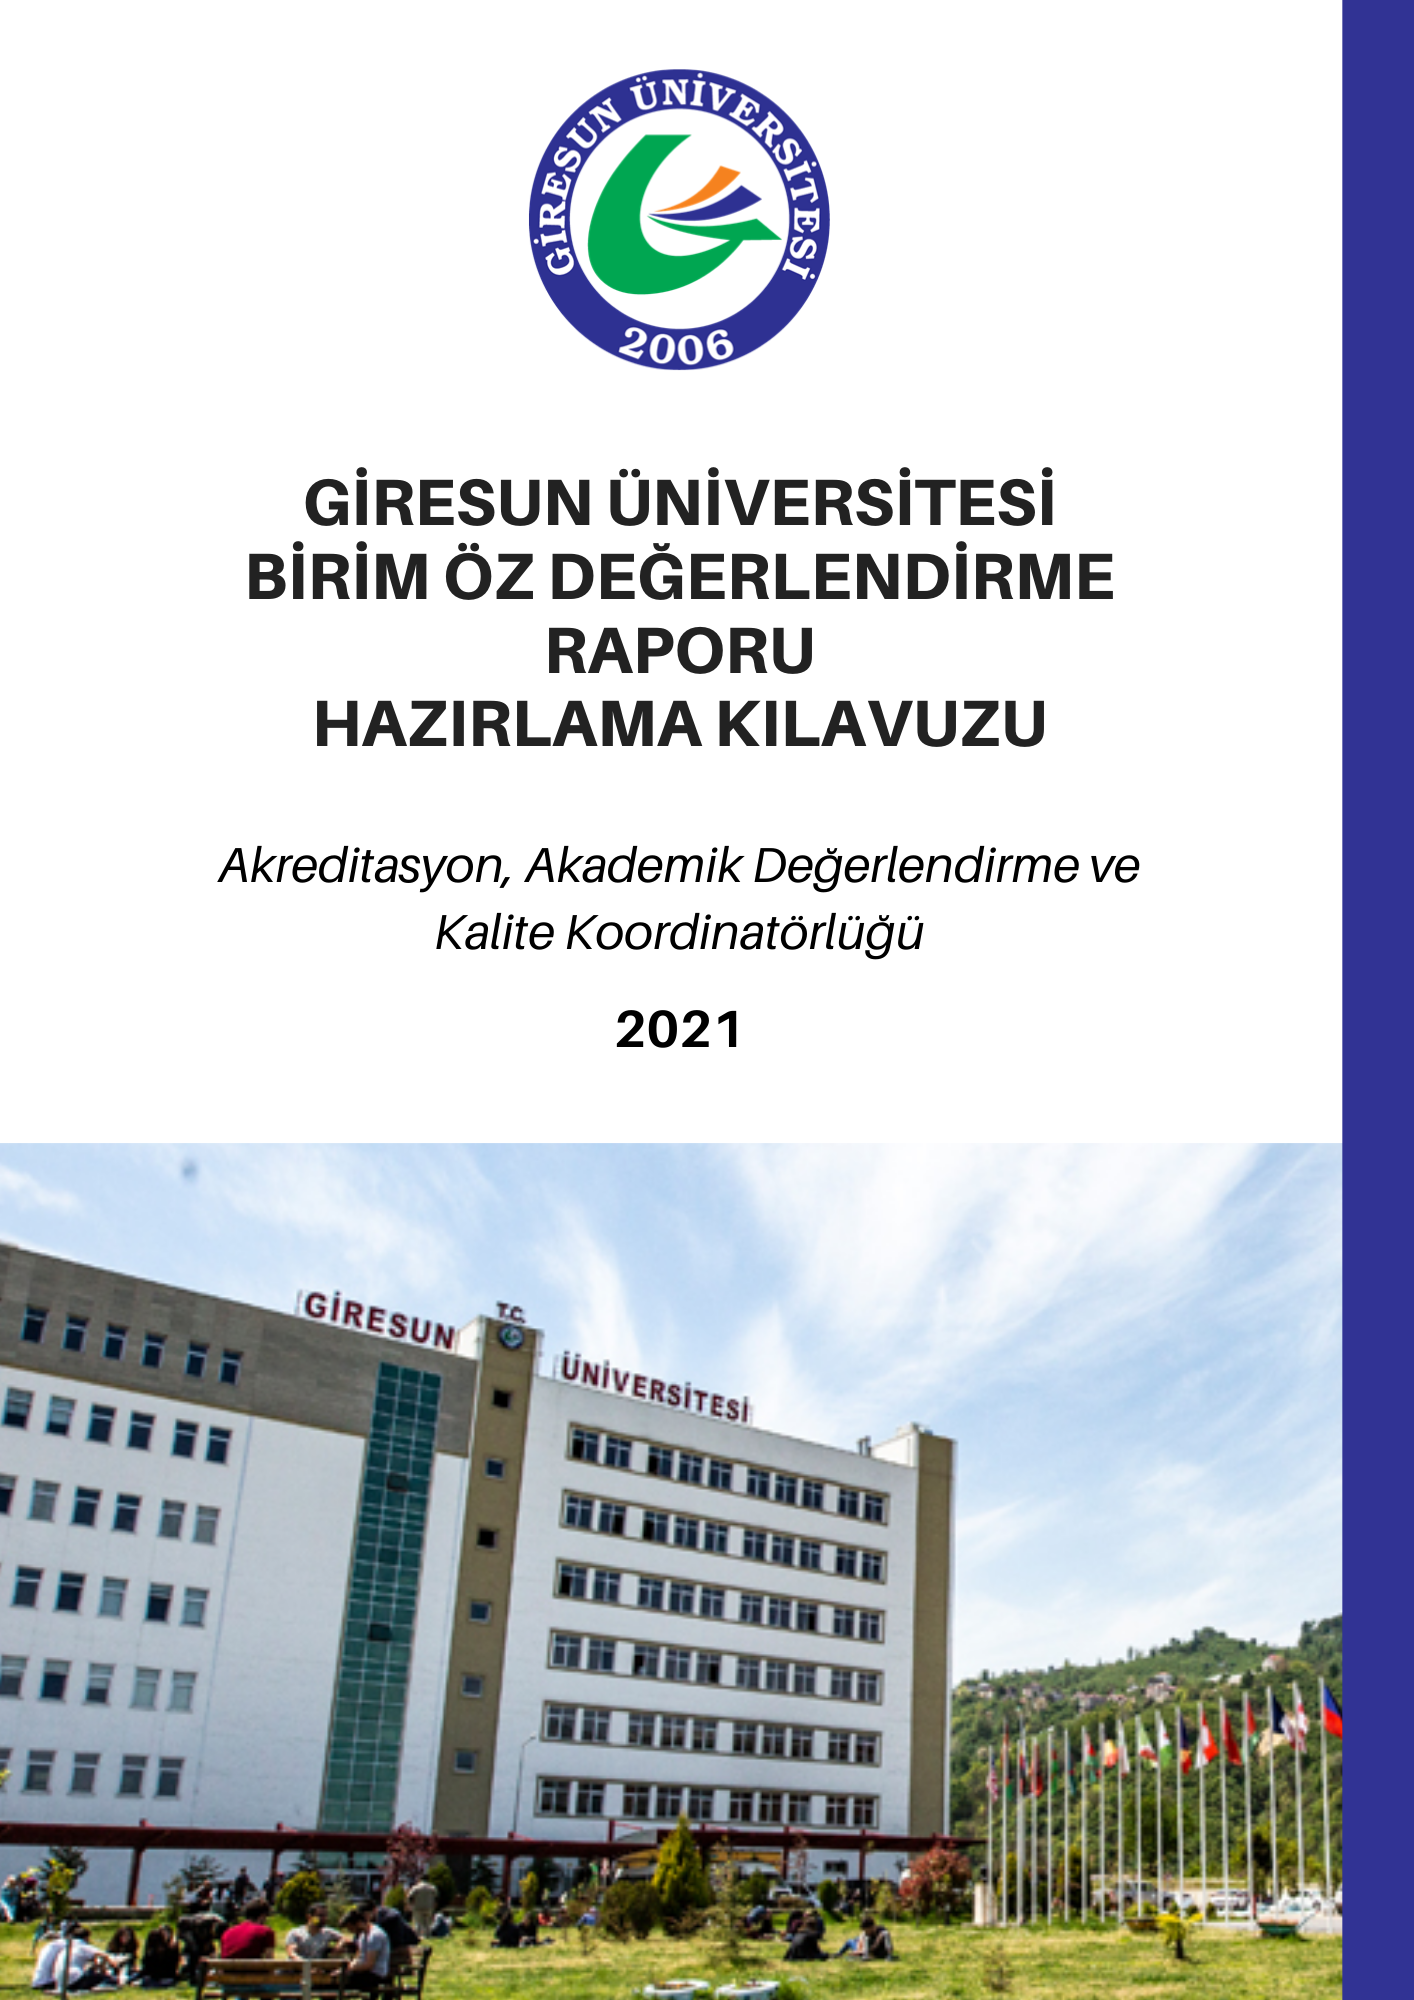 GİRESUN ÜNİVERSİTESİ
2006
GİRESUN ÜNİVERSİTESİ
BİRİM ÖZ DEĞERLENDİRME
RAPORU
HAZIRLAMA KILAVUZU
Akreditasyon, Akademik Değerlendirme ve
Kalite Koordinatörlüğü
2021
T.C.
GİRESUN ÜNİVERSİTESİ